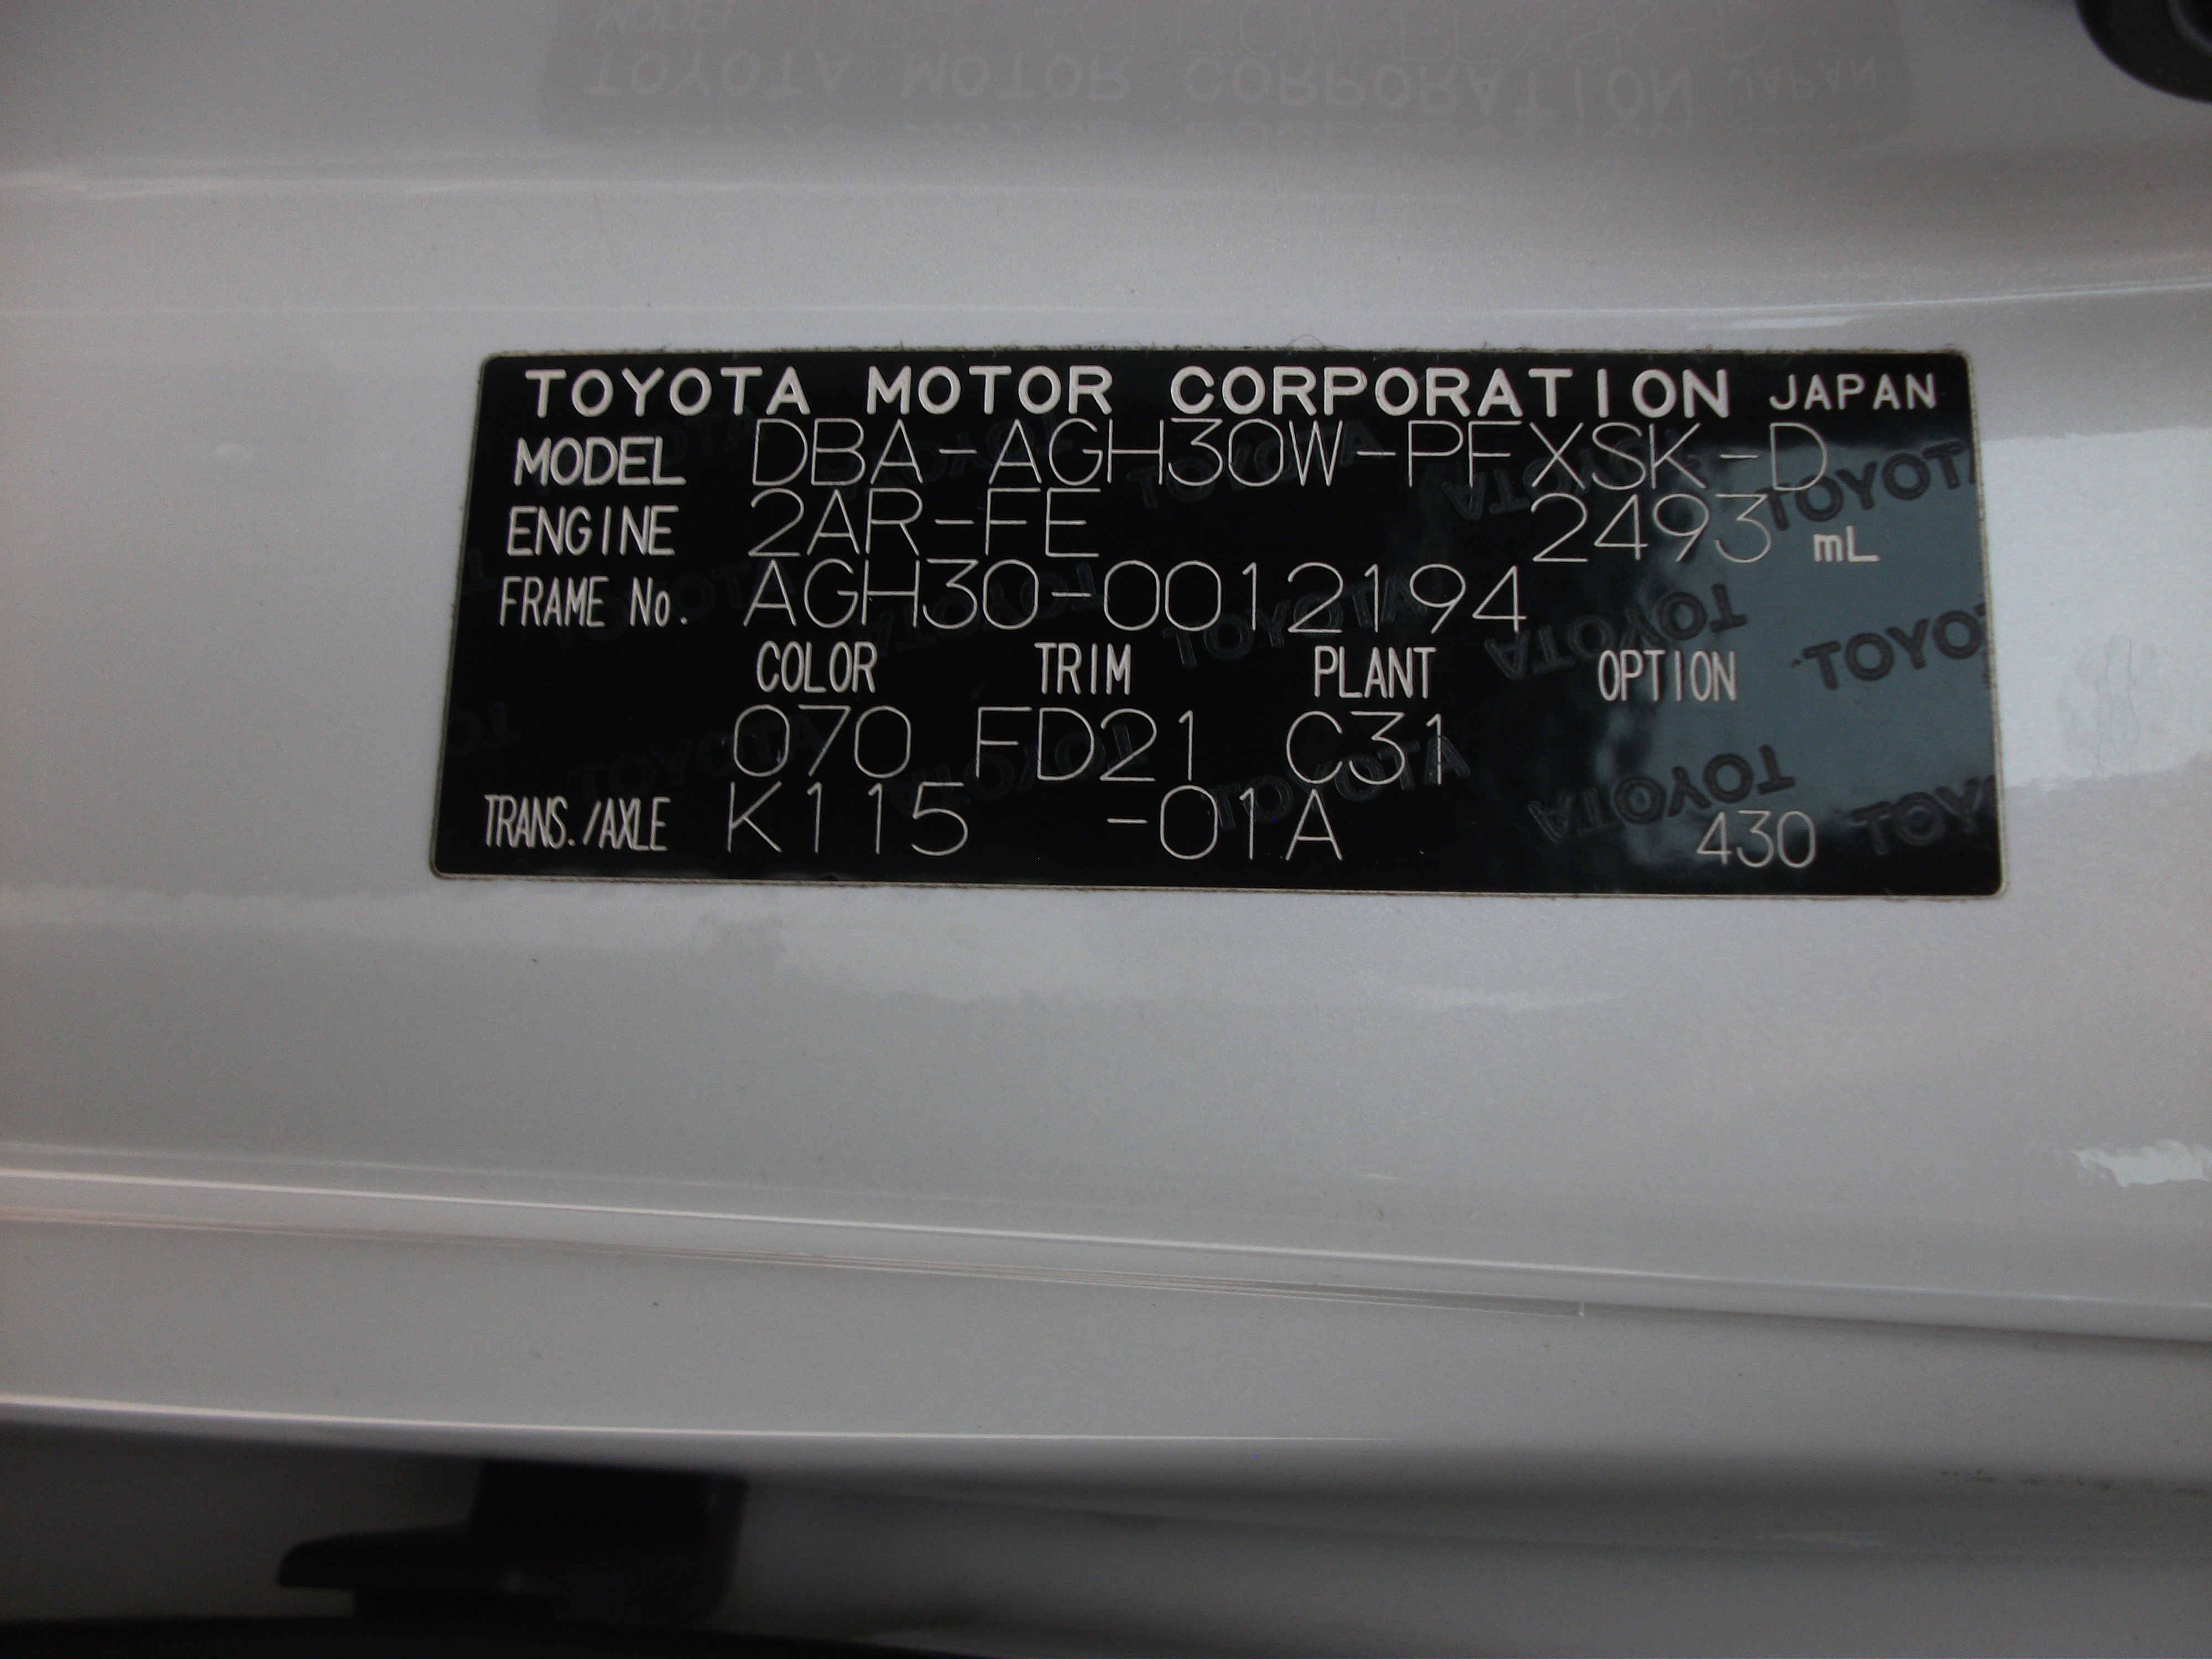 TOYOTA MOTOR CORPORATION JAPAN
MODEL DBA-AGH30W-PFXSK-D
ENGINE 2AR-FE 2493 mL
FRAME No. AGH30-0012194
COLOR TRIM PLANT OPTION
070 FD21 C31
TRANS./AXLE K115 -01A 430